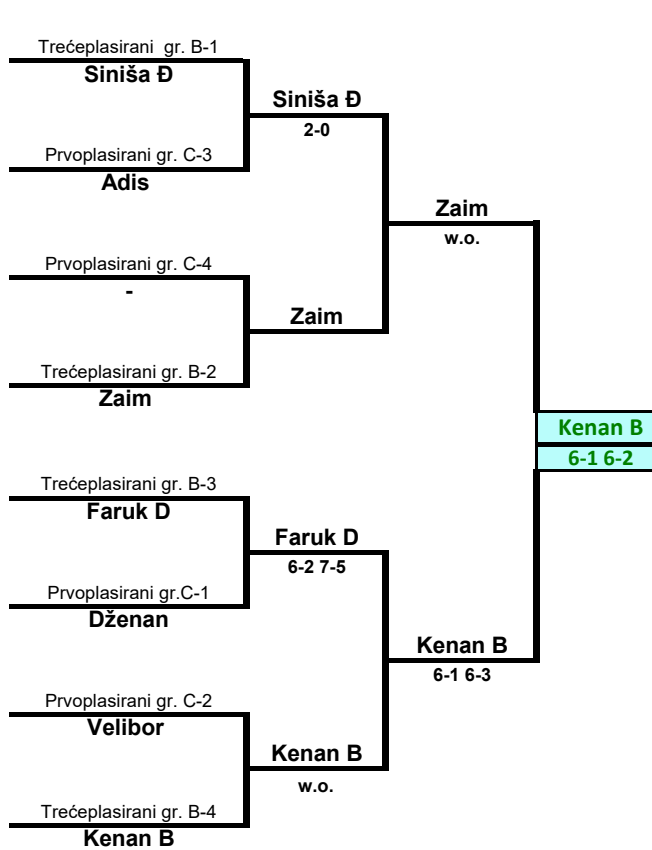 Trećeplasirani gr. B-1
Siniša Đ
Siniša Đ
2-0
Prvoplasirani gr. C-3
Adis
Zaim
w.o.
Prvoplasirani gr. C-4
-
Zaim
Trećeplasirani gr. B-2
Zaim
Kenan B
6-1 6-2
Trećeplasirani gr. B-3
Faruk D
Faruk D
6-2 7-5
Prvoplasirani gr.C-1
Dženan
Kenan B
6-1 6-3
Prvoplasirani gr. C-2
Velibor
Kenan B
w.o.
Trećeplasirani gr. B-4
Kenan B